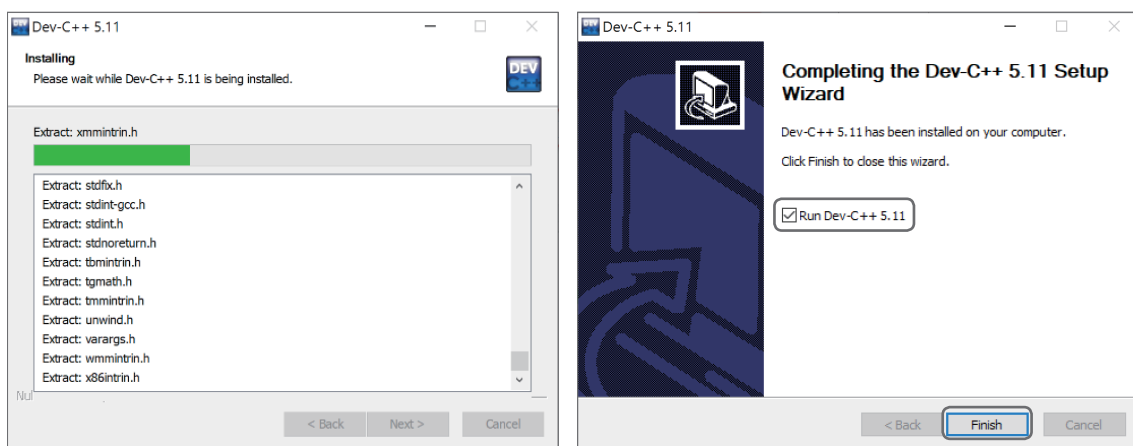 Dev-C++ 5.11
Installing
Please wait while Dev-C++ 5.11 is being installed.
DEV
C++
Extract: xmmintrin.h
Extract: stdfix.h
Extract: stdint-gcc.h
Extract: stdint.h
Extract: stdnoreturn.h
Extract: tbmintrin.h
Extract: tgmath.h
Extract: tmmintrin.h
Extract: unwind.h
Extract: varargs.h
Extract: wmmintrin.h
Extract: x86intrin.h
Nul
< Back Next > Cancel
Dev-C++ 5.11
Completing the Dev-C++ 5.11 Setup
Wizard
Dev-C++ 5.11 has been installed on your computer.
Click Finish to close this wizard.
Run Dev-C++ 5.11
< Back Finish Cancel